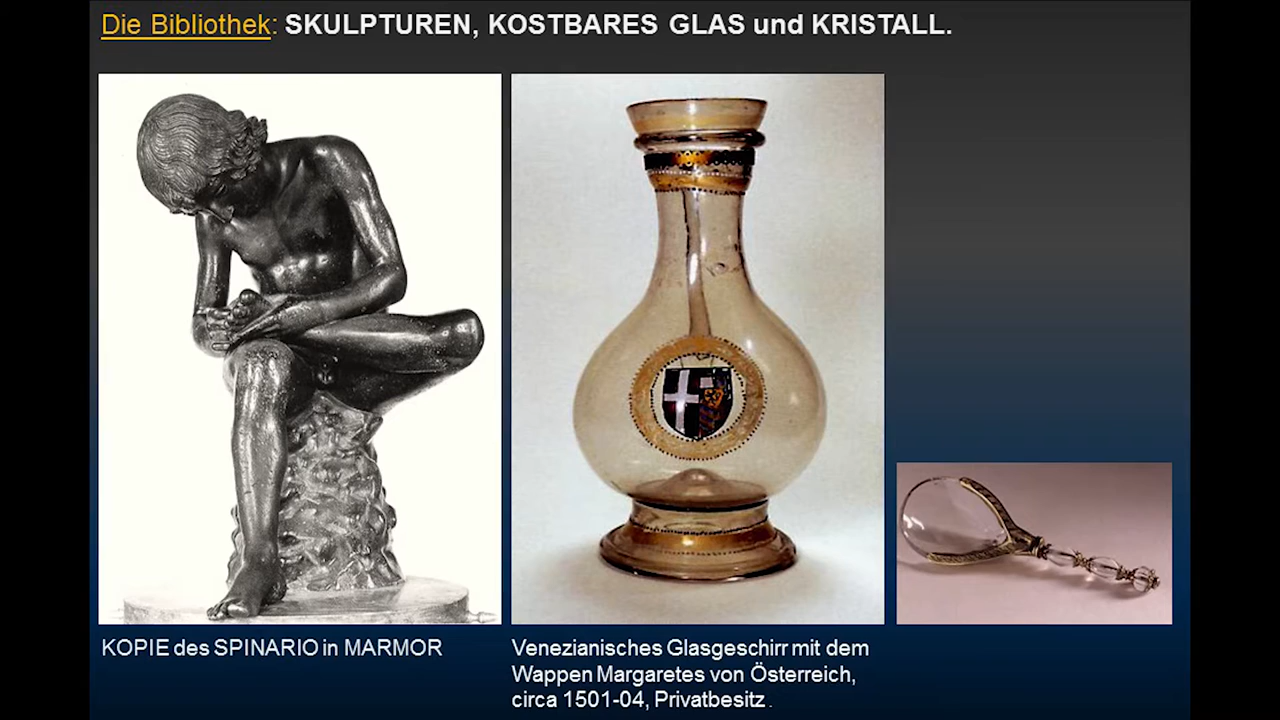 Die Bibliothek: SKULPTUREN, KOSTBARES GLAS und KRISTALL.
KOPIE des SPINARIO in MARMOR
Venezianisches Glasgeschirr mit dem
Wappen Margaretes von Österreich,
circa 1501-04, Privatbesitz .